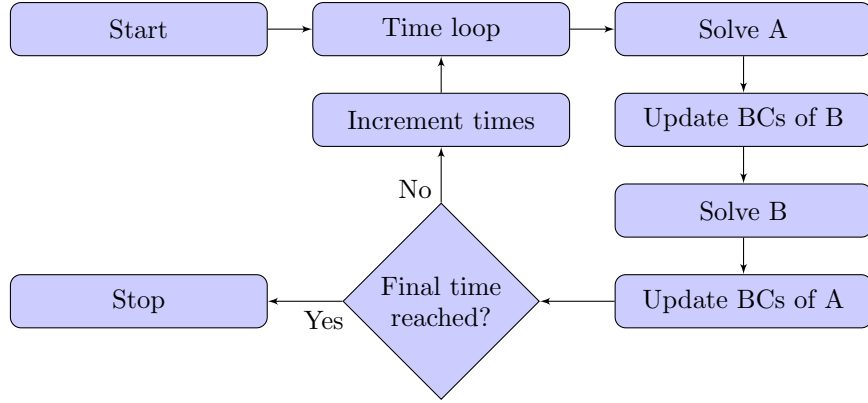 Start
Time loop
Solve A
Increment times
Update BCs of B
No
Solve B
Stop
Yes
Final time
reached?
Update BCs of A